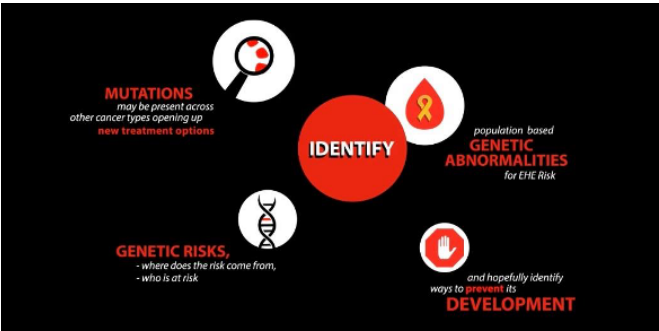 MUTATIONS
may be present across
other cancer types opening up
new treatment options
IDENTIFY
population based
GENETIC
ABNORMALITIES
for EHE Risk
GENETIC RISKS,
- where does the risk come from,
- who is at risk
and hopefully identify
ways to prevent its
DEVELOPMENT